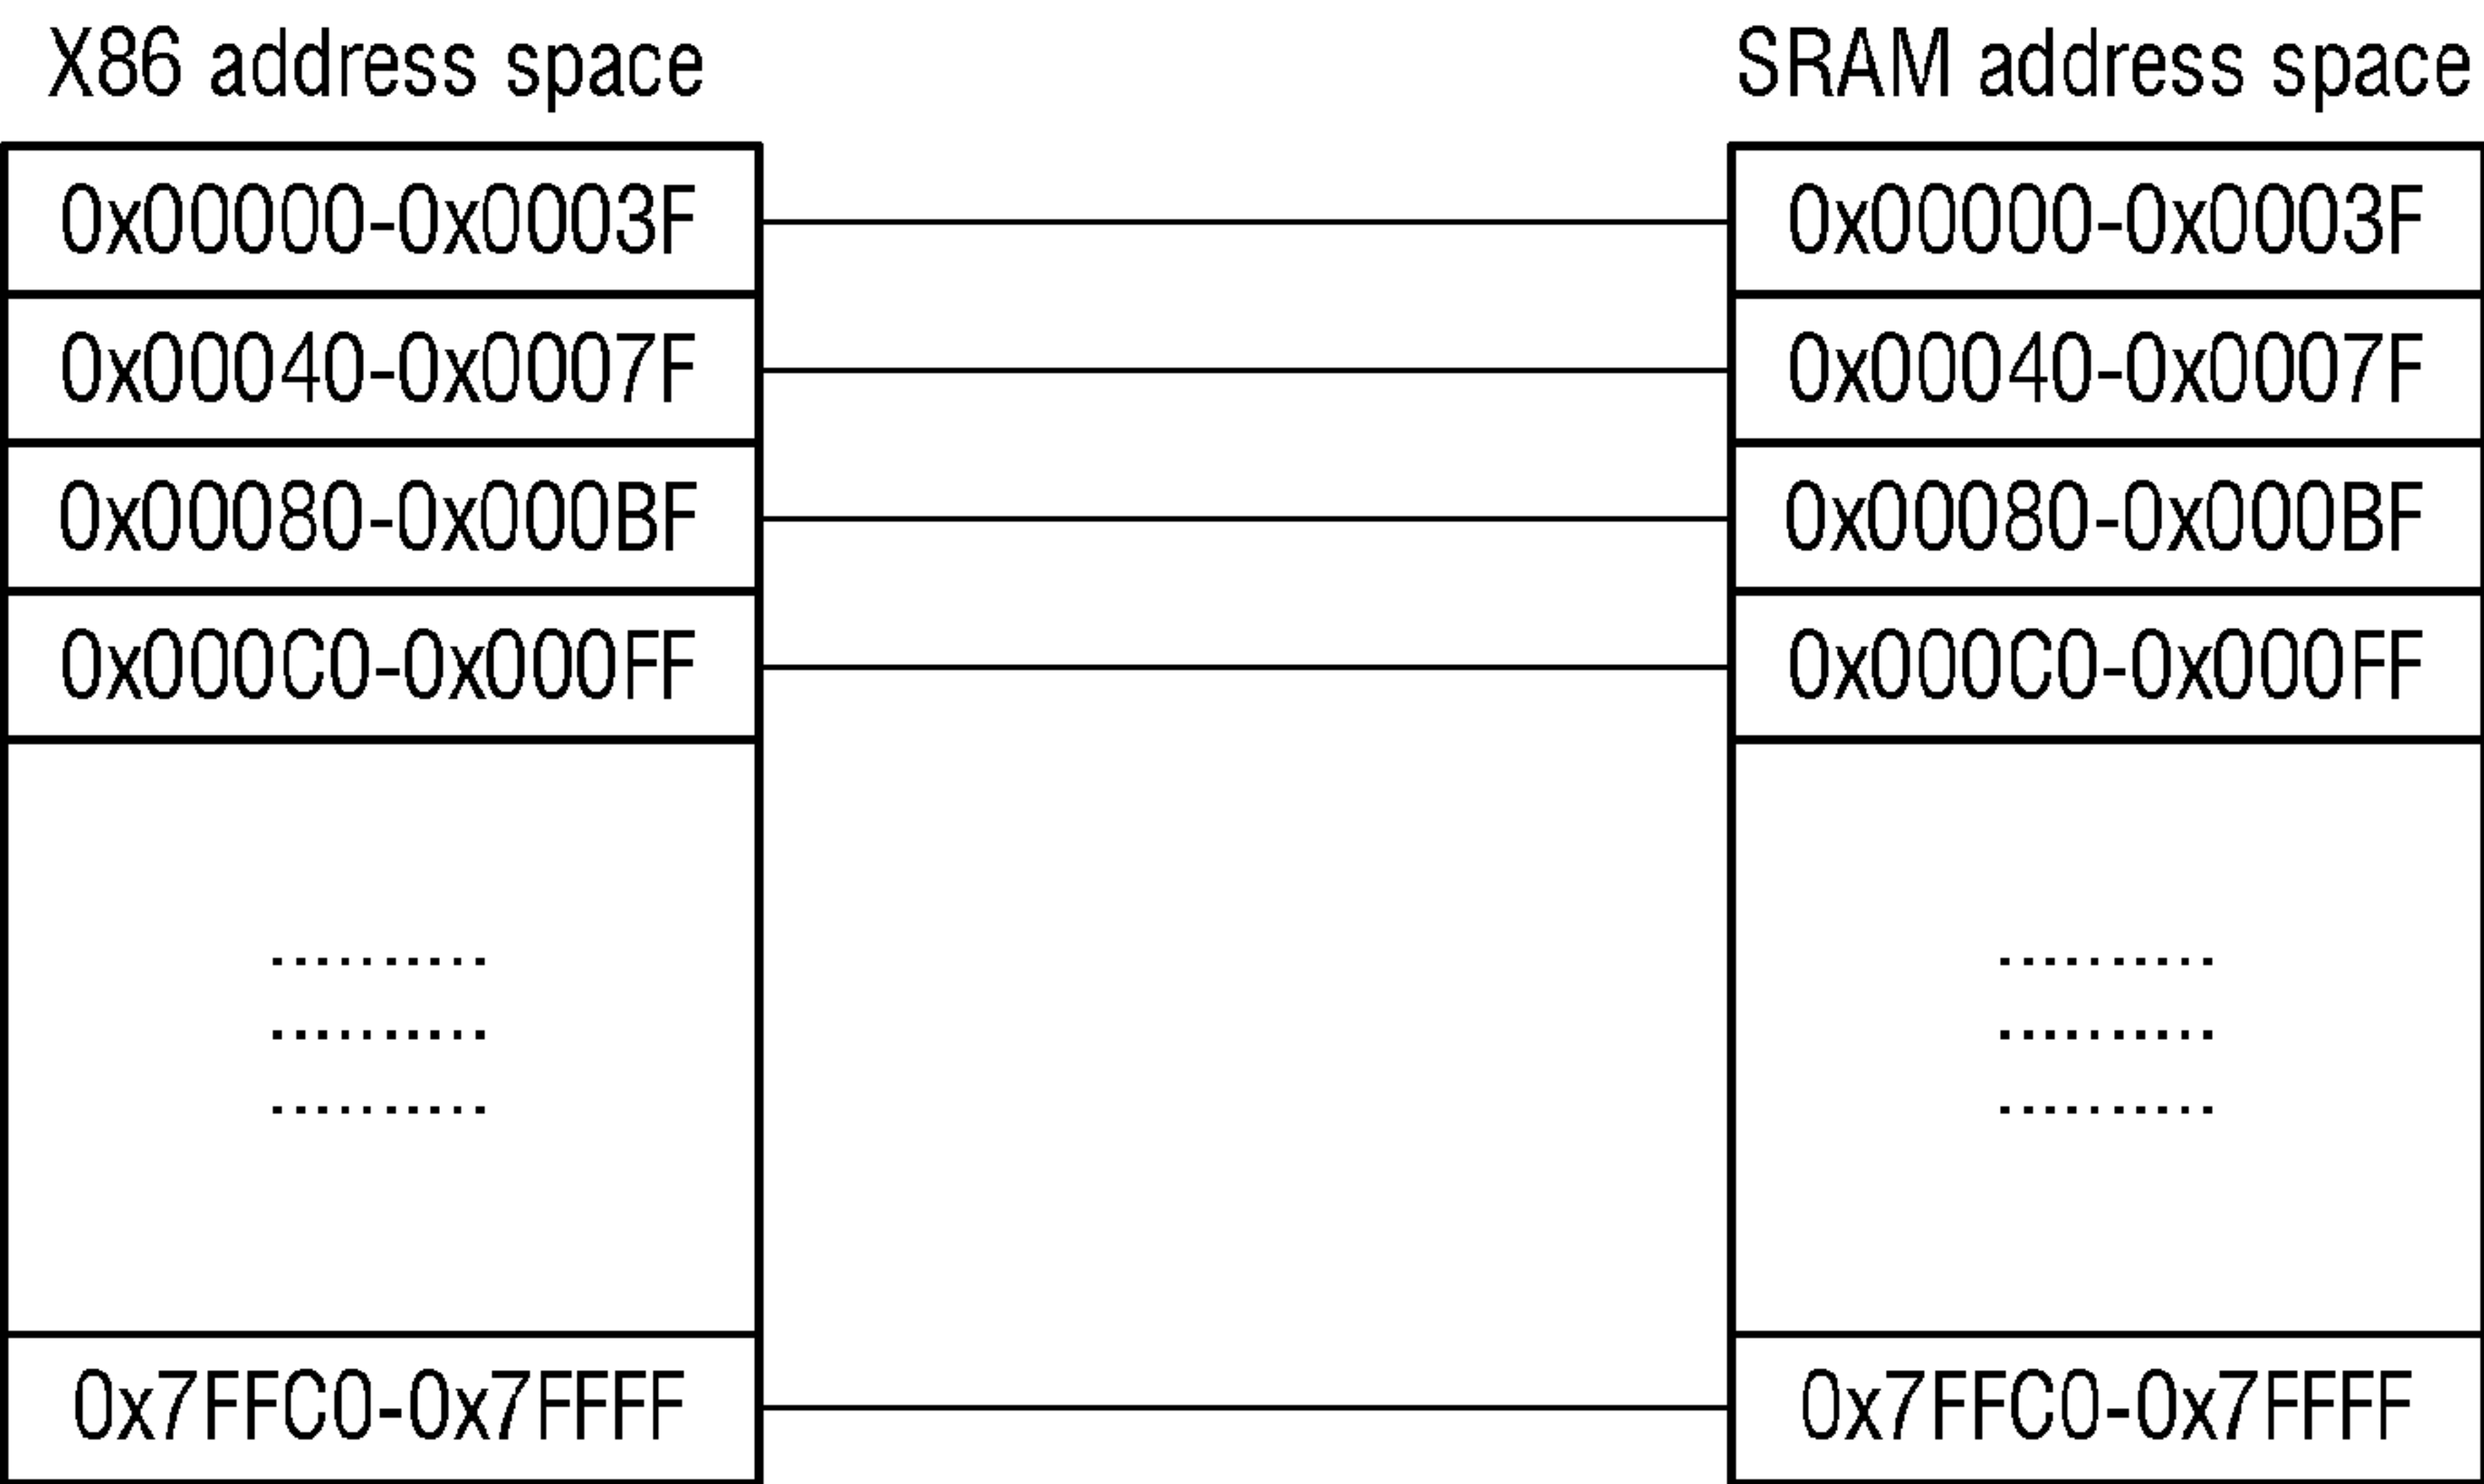 X86 address space
SRAM address space
0x00000-0x0003F
0x00000-0x0003F
0x00040-0x0007F
0x00040-0x0007F
0x00080-0x000BF
0x00080-0x000BF
0x000C0-0x000FF
0x000C0-0x000FF
..........
..........
..........
..........
..........
..........
0x7FFC0-0x7FFFF
0x7FFC0-0x7FFFF